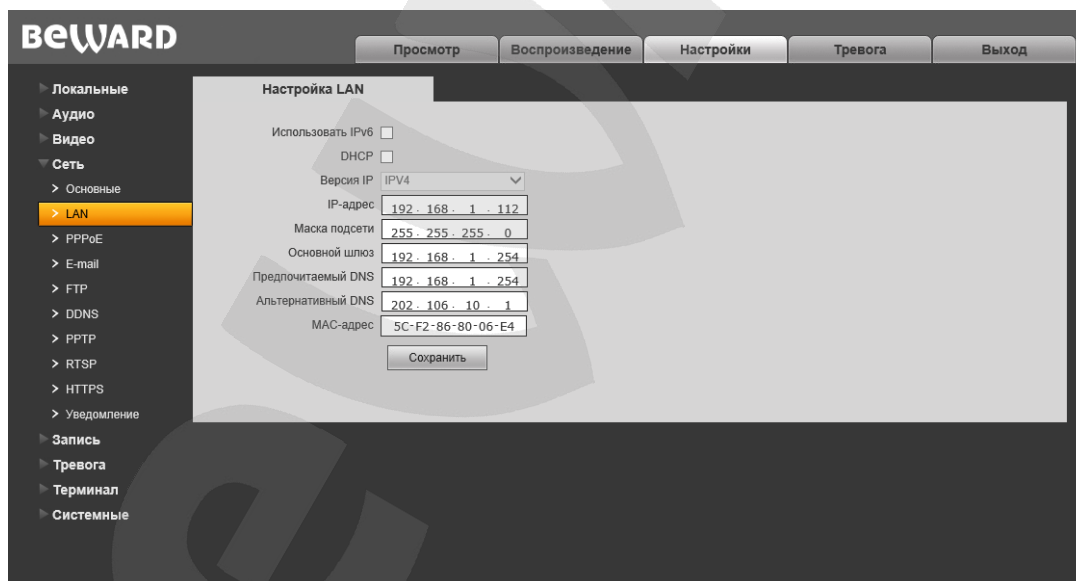 BEWARD
Просмотр
Воспроизведение
Настройки
Тревога
Выход
Локальные
Аудио
Видео
Сеть
> Основные
> LAN
> PPPoE
> E-mail
> FTP
> DDNS
> PPTP
> RTSP
> HTTPS
> Уведомление
Запись
Тревога
Терминал
Системные
Настройка LAN
Использовать IPv6
DHCP
Версия IP IPV4
IP-адрес 192 . 168 . 1 . 112
Маска подсети 255 . 255 . 255 . 0
Основной шлюз 192 . 168 . 1 . 254
Предпочитаемый DNS 192 . 168 . 1 . 254
Альтернативный DNS 202 . 106 . 10 . 1
MAC-адрес 5C-F2-86-80-06-E4
Сохранить